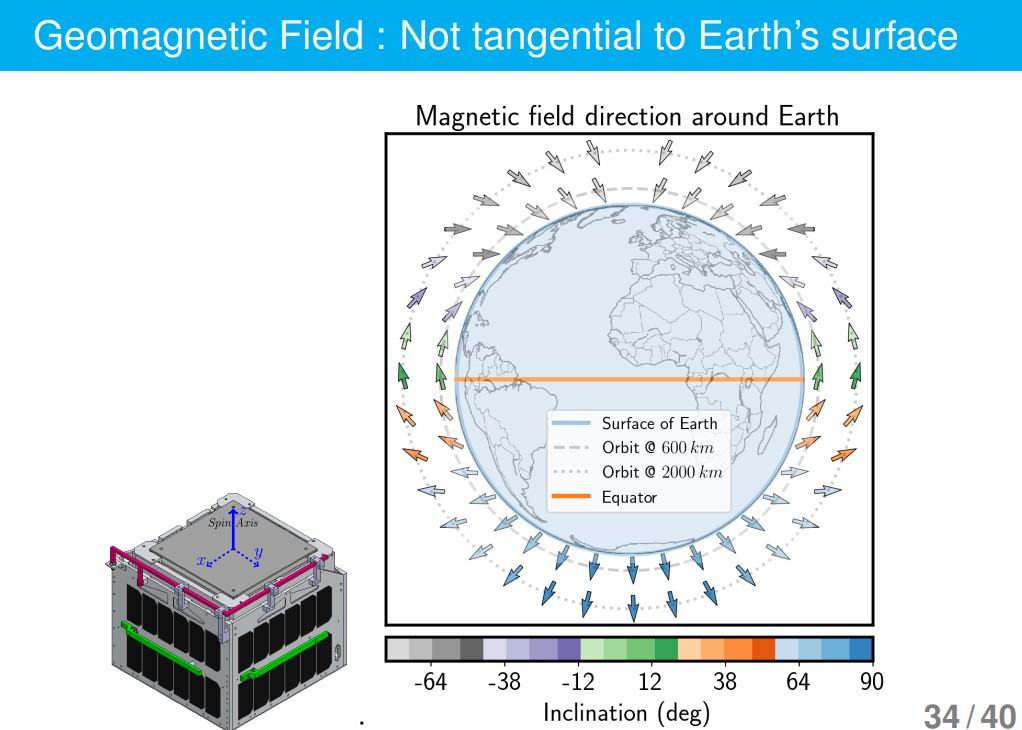 Geomagnetic Field : Not tangential to Earth's surface
Magnetic field direction around Earth
Surface of Earth
Orbit @ 600 km
Orbit @ 2000 km
Equator
z
Spin Axis
x
y
-64 -38 -12 12 38 64 90
Inclination (deg)
.
34 / 40